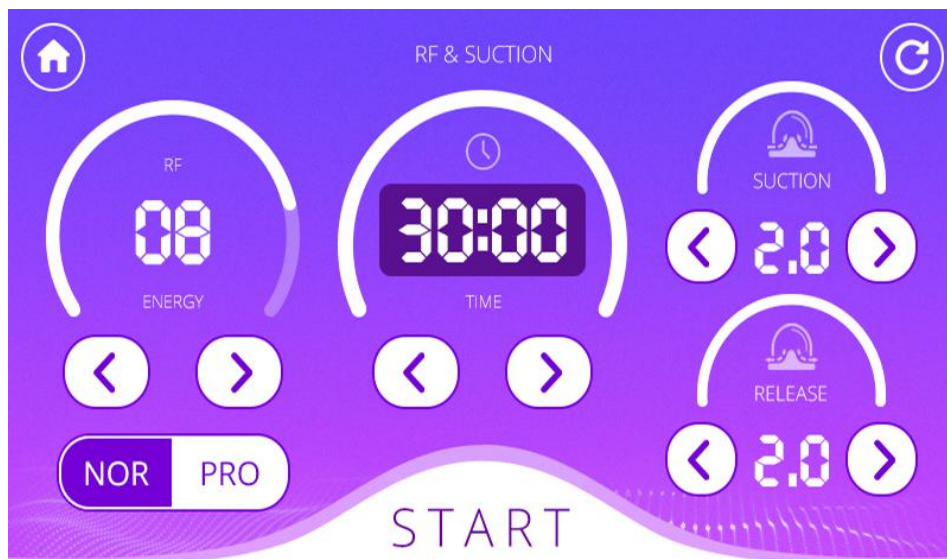 RF & SUCTION
RF
08
ENERGY
30:00
TIME
SUCTION
2.0
RELEASE
2.0
NOR PRO
START